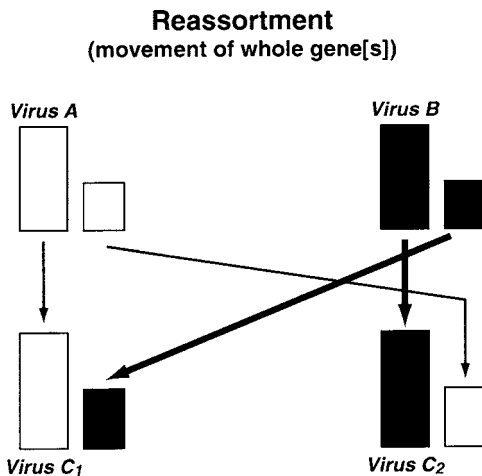 Reassortment
(movement of whole gene[s])
Virus A
Virus B
Virus C1
Virus C2